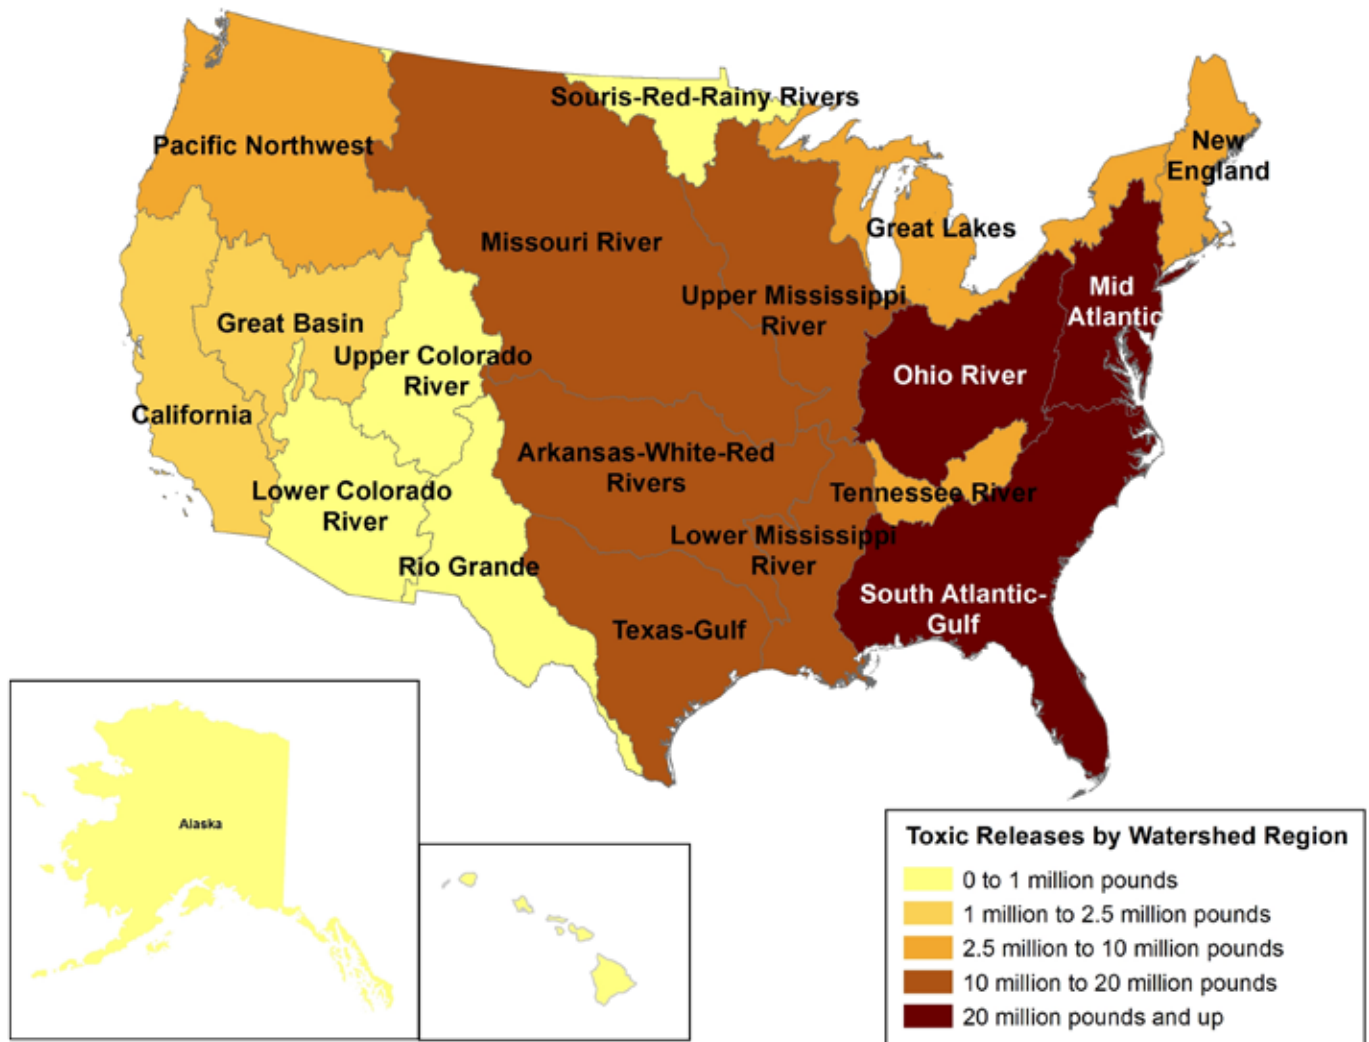 Souris-Red-Rainy Rivers
Pacific Northwest
New
England
Great Lakes
Missouri River
Mid
Atlantic
Upper Mississippi
River
Great Basin
Upper Colorado
River
Ohio River
California
Arkansas-White-Red
Rivers
Lower Colorado
River
Tennessee River
Lower Mississippi
River
Rio Grande
South Atlantic-
Gulf
Texas-Gulf
Alaska
Toxic Releases by Watershed Region
0 to 1 million pounds
1 million to 2.5 million pounds
2.5 million to 10 million pounds
10 million to 20 million pounds
20 million pounds and up